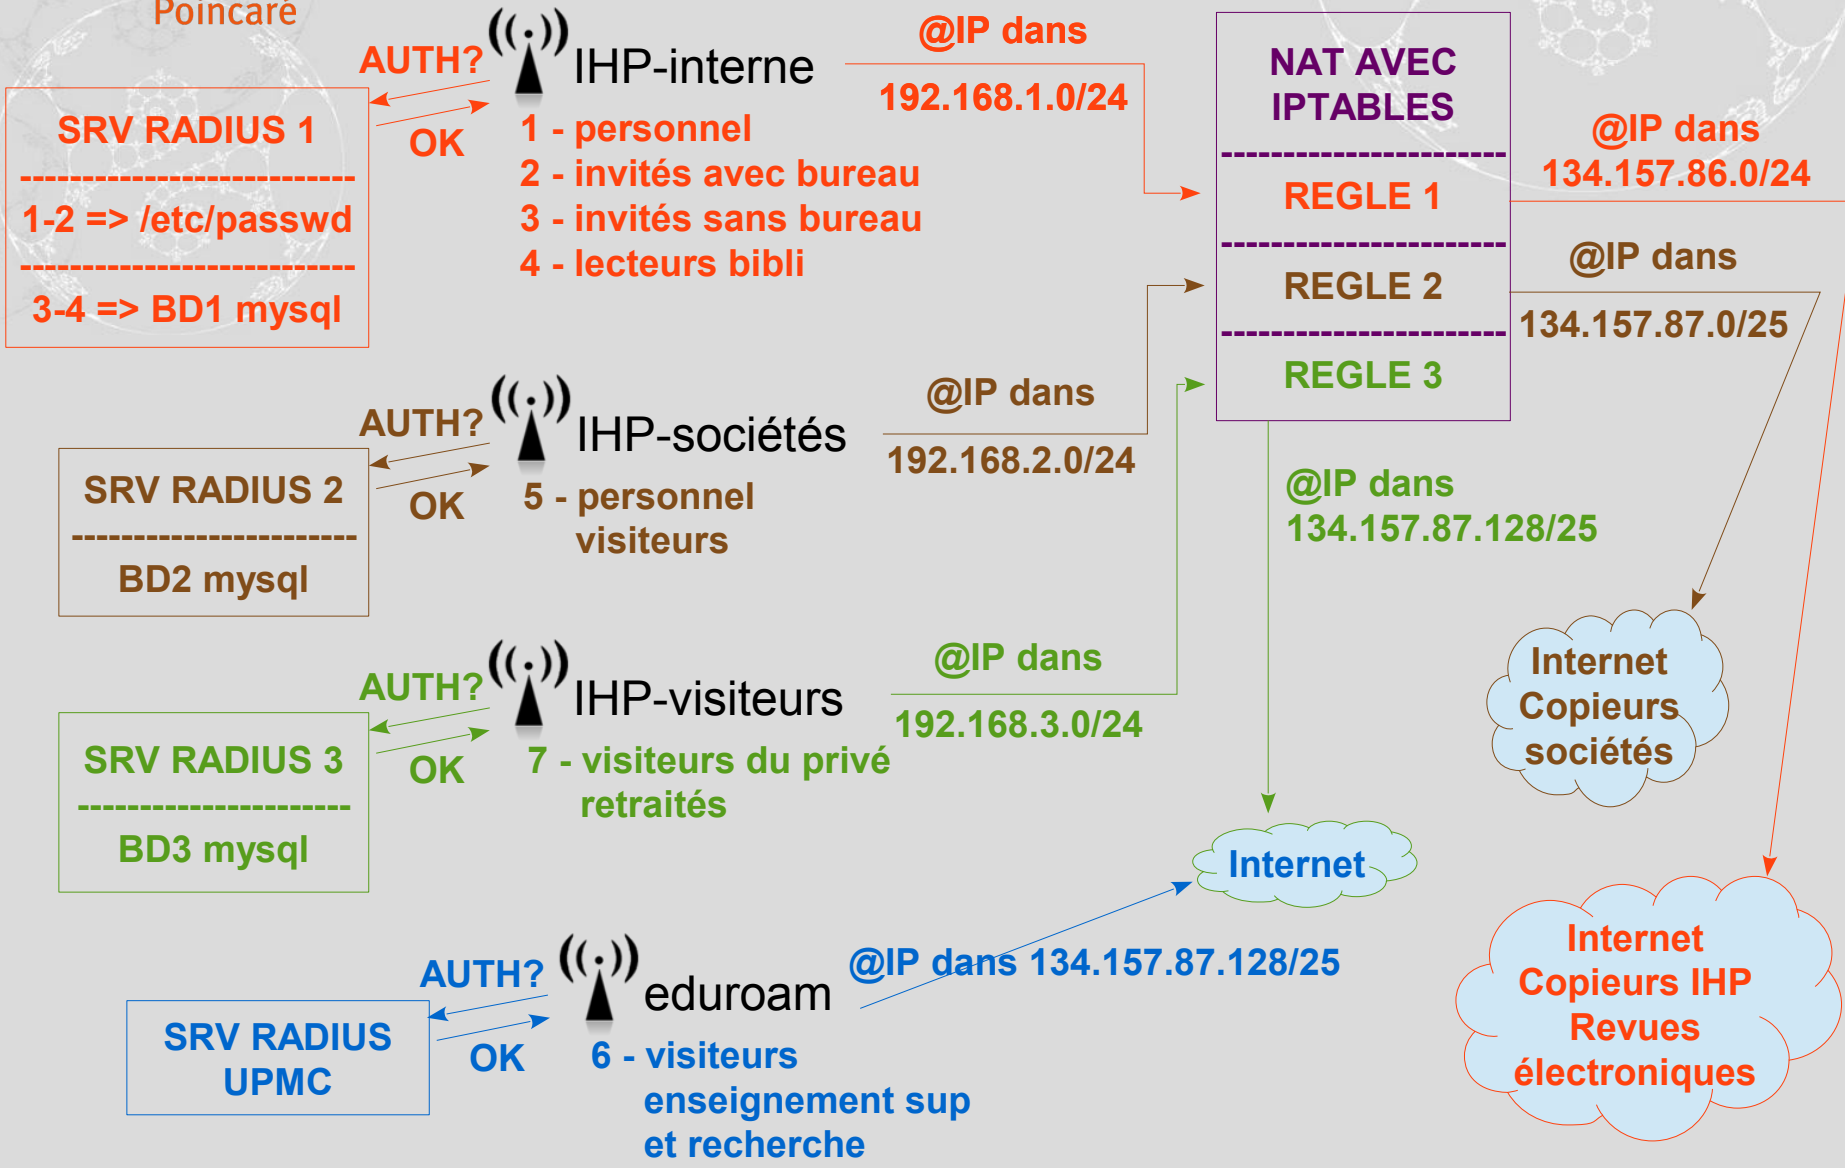 Poincaré
AUTH?
OK
IHP-interne
1 - personnel
2 - invités avec bureau
3 - invités sans bureau
4 - lecteurs bibli
SRV RADIUS 1
---------------------------
1-2 => /etc/passwd
---------------------------
3-4 => BD1 mysql
@IP dans
192.168.1.0/24
NAT AVEC
IPTABLES
-----------------------
REGLE 1
-----------------------
REGLE 2
-----------------------
REGLE 3
@IP dans
134.157.86.0/24
@IP dans
134.157.87.0/25
AUTH?
OK
IHP-sociétés
5 - personnel
visiteurs
SRV RADIUS 2
-----------------------
BD2 mysql
@IP dans
192.168.2.0/24
@IP dans
134.157.87.128/25
AUTH?
OK
IHP-visiteurs
7 - visiteurs du privé
retraités
SRV RADIUS 3
----------------------
BD3 mysql
@IP dans
192.168.3.0/24
Internet
Copieurs
sociétés
Internet
AUTH?
OK
eduroam
6 - visiteurs
enseignement sup
et recherche
SRV RADIUS
UPMC
@IP dans 134.157.87.128/25
Internet
Copieurs IHP
Revues
électroniques